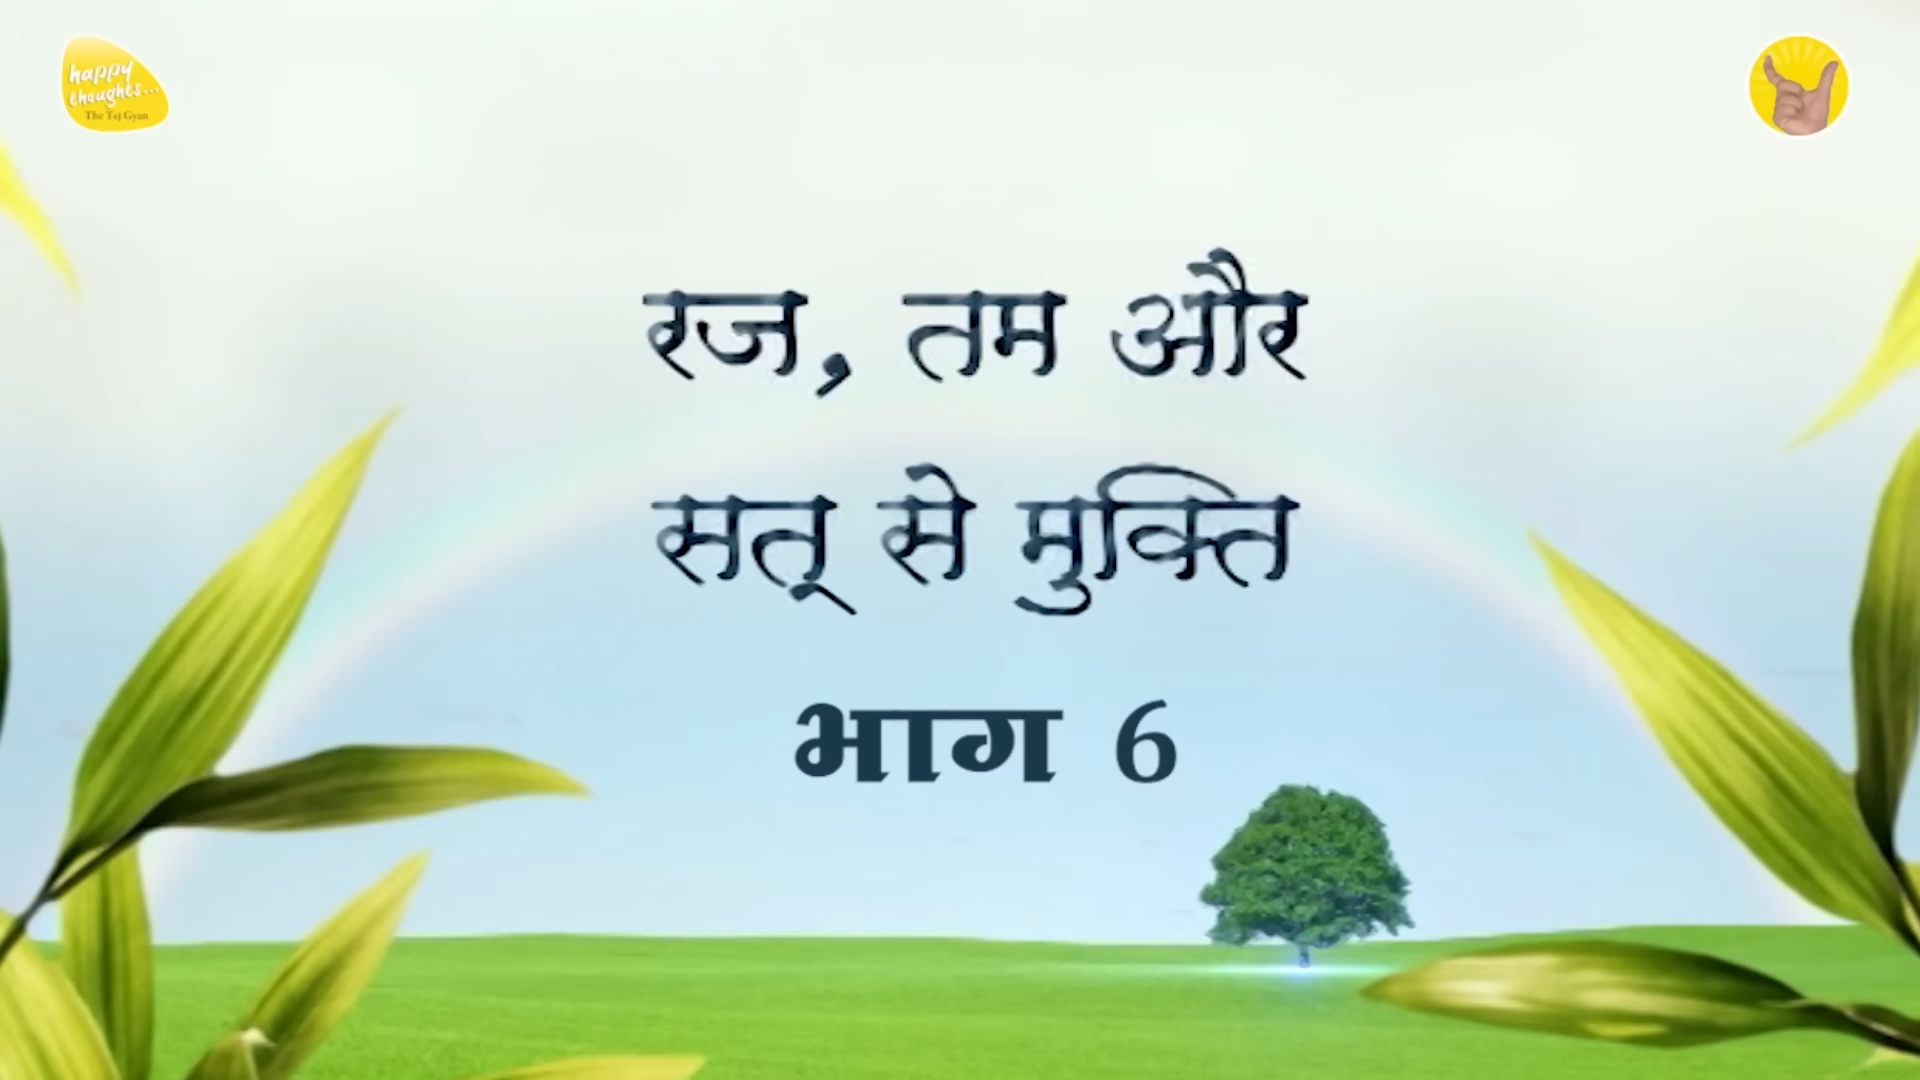 happy
thoughts...
The Tej Gyan
रज, तम और
सत् से मुक्ति
भाग 6